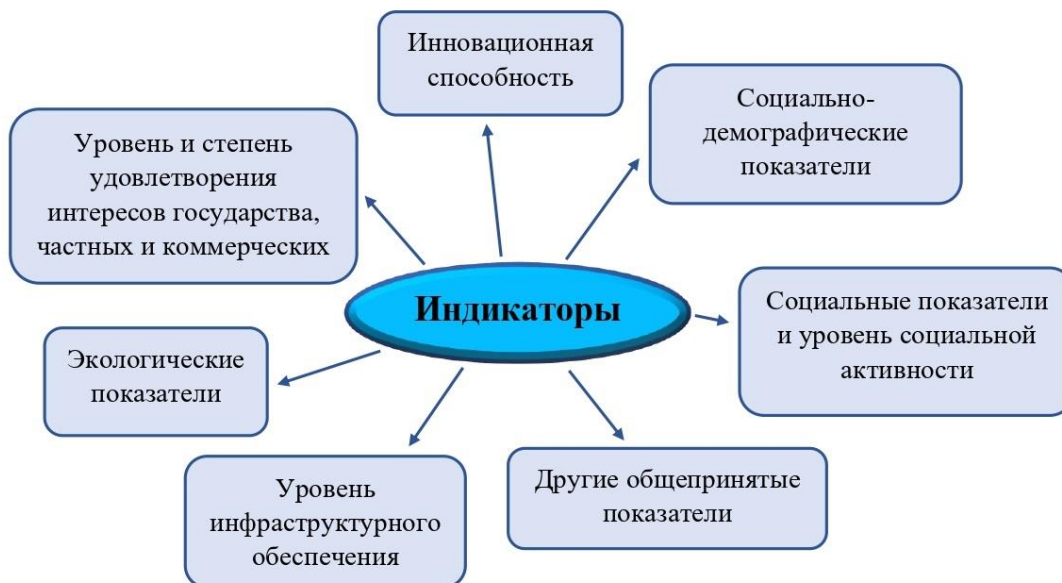 Инновационная
способность
Социально-
демографические
показатели
Уровень и степень
удовлетворения
интересов государства,
частных и коммерческих
Индикаторы
Социальные показатели
и уровень социальной
активности
Экологические
показатели
Другие общепринятые
показатели
Уровень
инфраструктурного
обеспечения